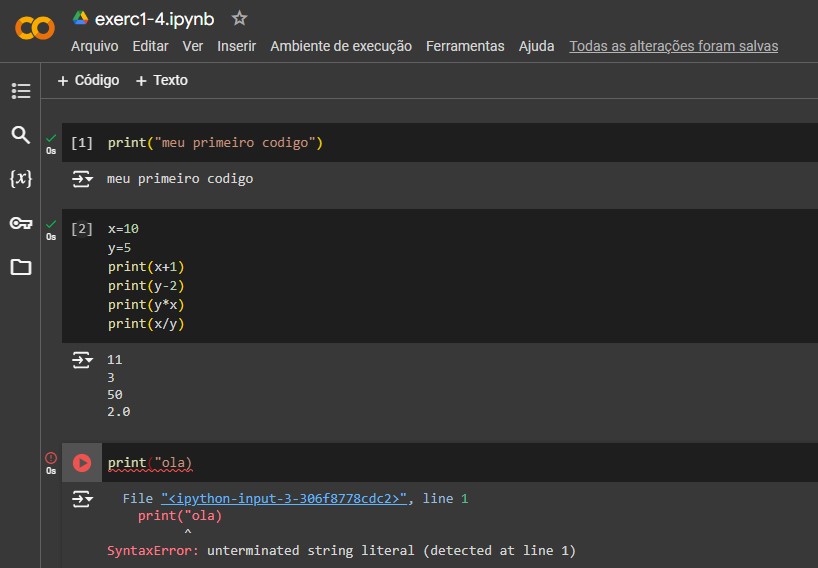 exerc1-4.ipynb
Arquivo Editar Ver Inserir Ambiente de execução Ferramentas Ajuda Todas as alterações foram salvas
+ Código + Texto
[1] print("meu primeiro codigo")
0s
meu primeiro codigo
[2] x=10
0s
y=5
print(x+1)
print(y-2)
print(y*x)
print(x/y)
11
3
50
2.0
print("ola)
0s
File "<ipython-input-3-306f8778cdc2>", line 1
print("ola)
^
SyntaxError: unterminated string literal (detected at line 1)
{x}